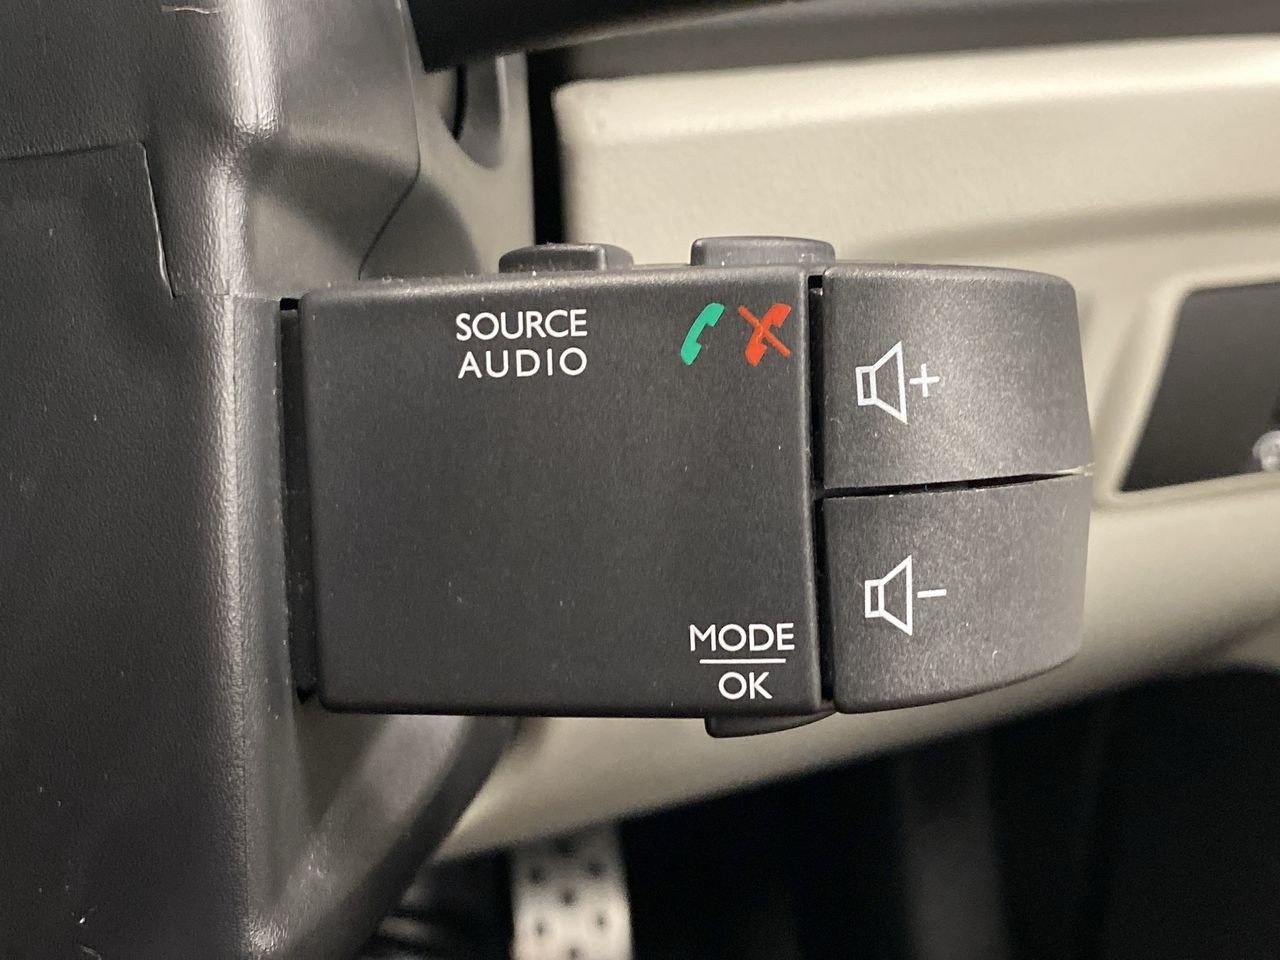 SOURCE
AUDIO
+
-
MODE
OK